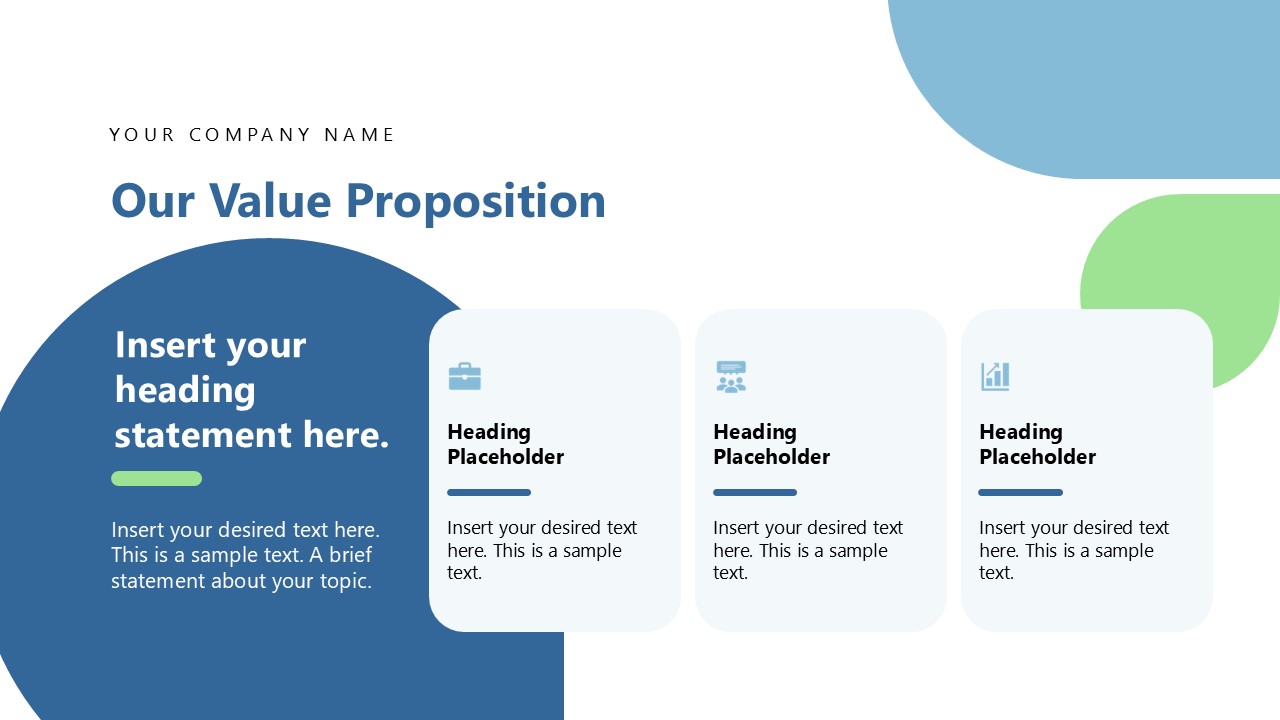 YOUR COMPANY NAME
Our Value Proposition
Insert your
heading
statement here.
Insert your desired text here.
This is a sample text. A brief
statement about your topic.
Heading
Placeholder
Insert your desired text
here. This is a sample
text.
Heading
Placeholder
Insert your desired text
here. This is a sample
text.
Heading
Placeholder
Insert your desired text
here. This is a sample
text.